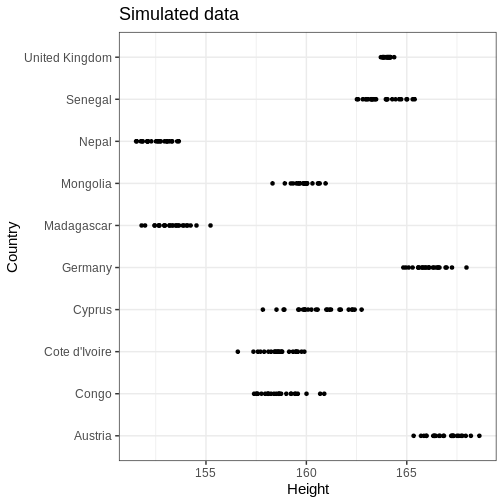 Simulated data
United Kingdom
Senegal
Nepal
Mongolia
Madagascar
Germany
Cyprus
Cote d'Ivoire
Congo
Austria
Country
155 160 165
Height